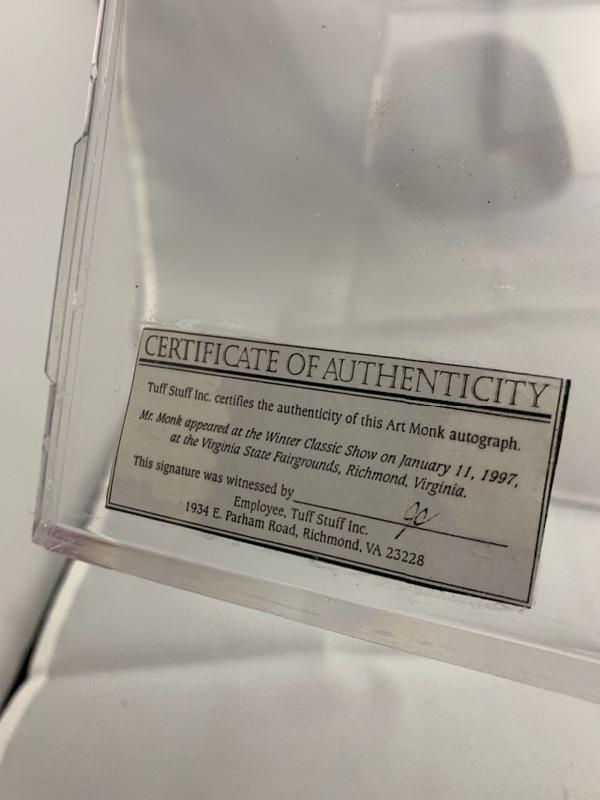 CERTIFICATE OF AUTHENTICITY
Tuff Stuff Inc. certifies the authenticity of this Art Monk autograph.
Mr. Monk appeared at the Winter Classic Show on January 11, 1997,
at the Virginia State Fairgrounds, Richmond, Virginia.
This signature was witnessed by
Employee, Tuff Stuff Inc.
1934 E. Parham Road, Richmond, VA 23228